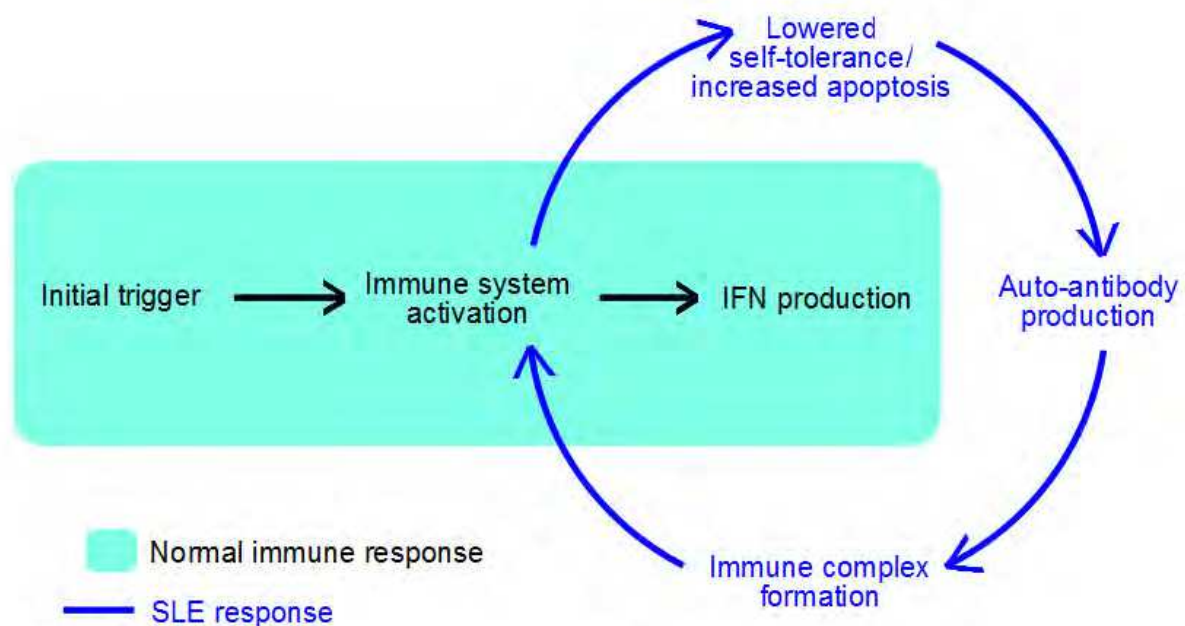 Lowered
self-tolerance/
increased apoptosis
Initial trigger
Immune system
activation
IFN production
Auto-antibody
production
Immune complex
formation
Normal immune response
SLE response